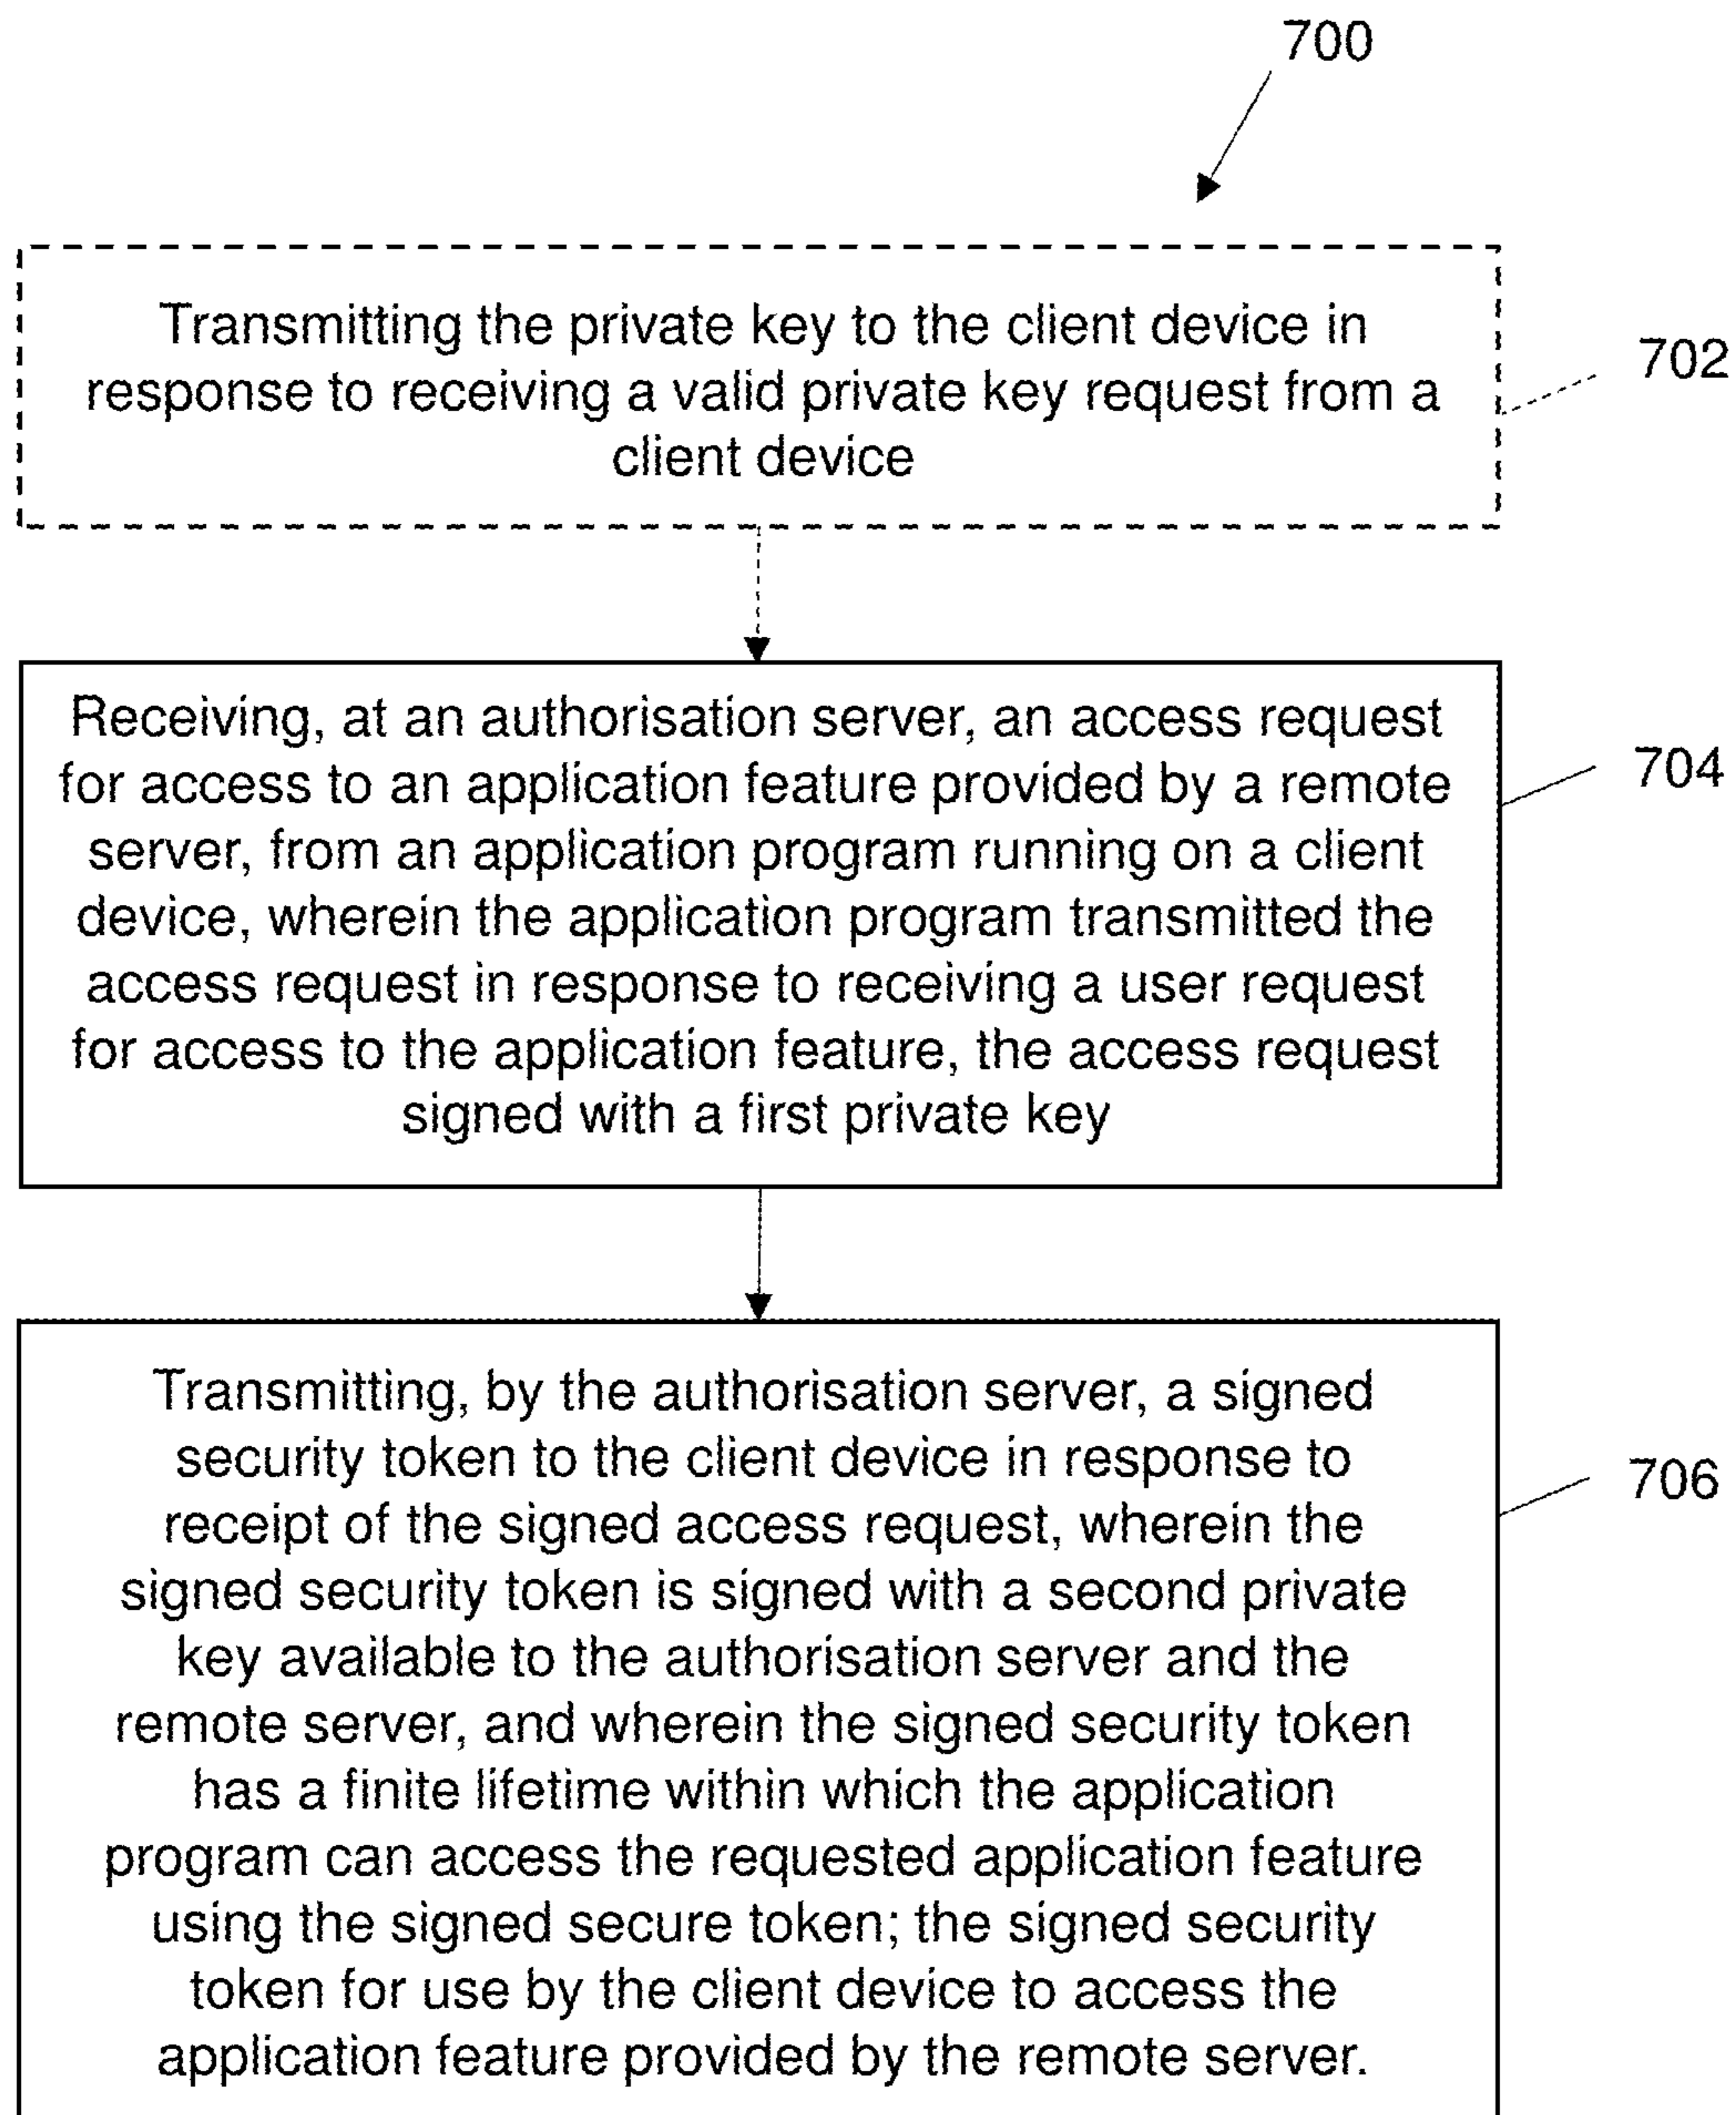 700
Transmitting the private key to the client device in
response to receiving a valid private key request from a
client device
702
Receiving, at an authorisation server, an access request
for access to an application feature provided by a remote
server, from an application program running on a client
device, wherein the application program transmitted the
access request in response to receiving a user request
for access to the application feature, the access request
signed with a first private key
704
Transmitting, by the authorisation server, a signed
security token to the client device in response to
receipt of the signed access request, wherein the
signed security token is signed with a second private
key available to the authorisation server and the
remote server, and wherein the signed security token
has a finite lifetime within which the application
program can access the requested application feature
using the signed secure token; the signed security
token for use by the client device to access the
application feature provided by the remote server.
706